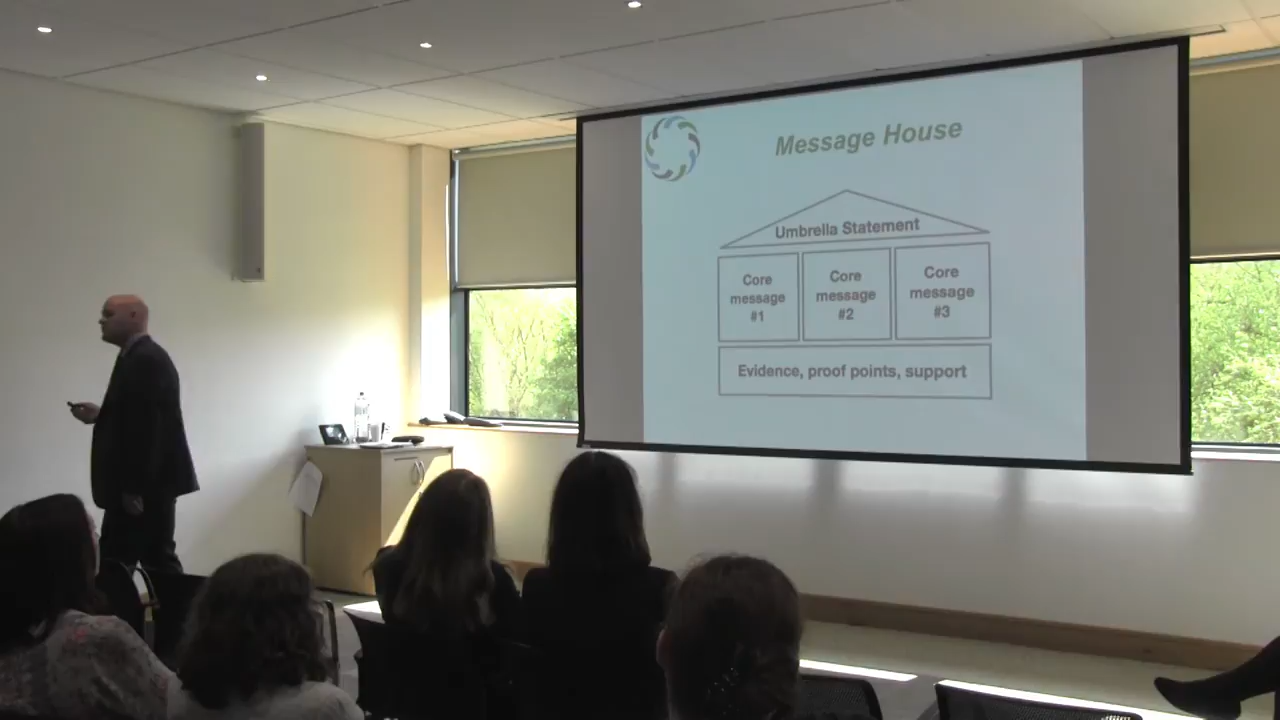 Message House
Umbrella Statement
Core
message
#1
Core
message
#2
Core
message
#3
Evidence, proof points, support